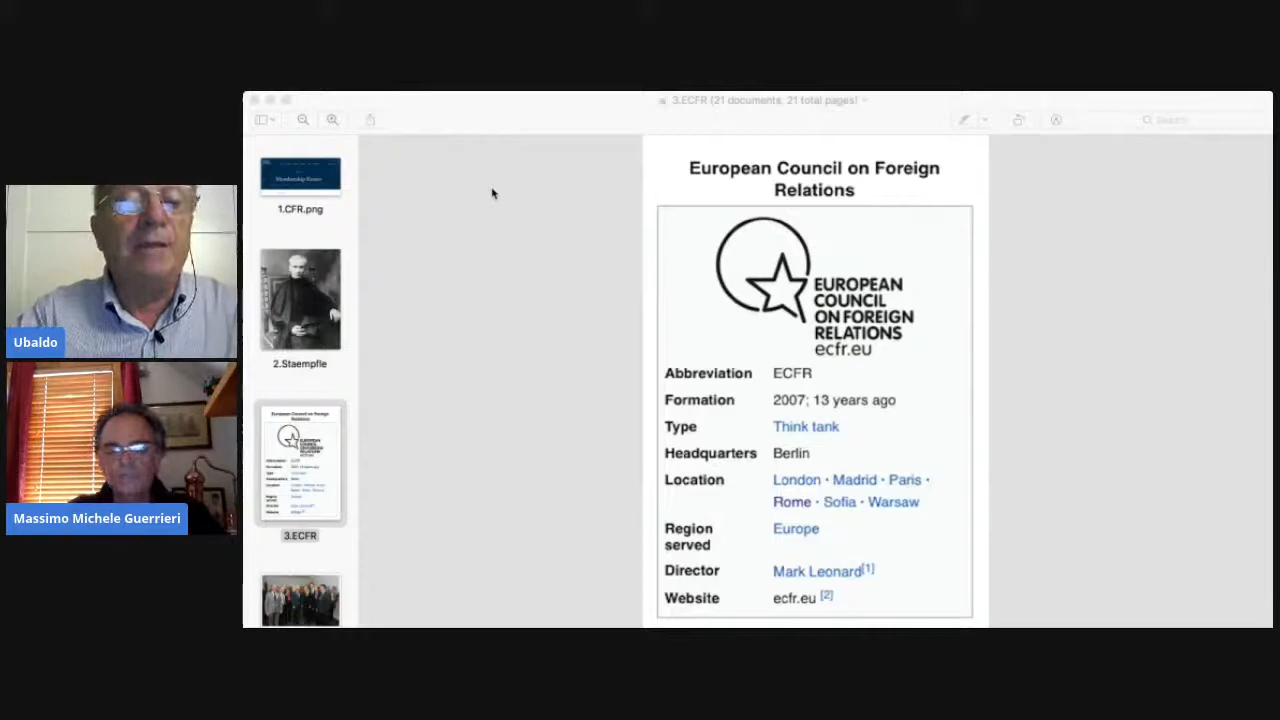 3.ECFR (21 documents, 21 total pages)
Search
1.CFR.png
2.Staempfle
3.ECFR
Ubaldo
Massimo Michele Guerrieri
European Council on Foreign
Relations
EUROPEAN
COUNCIL
ON FOREIGN
RELATIONS
ecfr.eu
Abbreviation ECFR
Formation 2007; 13 years ago
Type Think tank
Headquarters Berlin
Location London · Madrid · Paris ·
Rome · Sofia · Warsaw
Region Europe
served
Director Mark Leonard[1]
Website ecfr.eu [2]